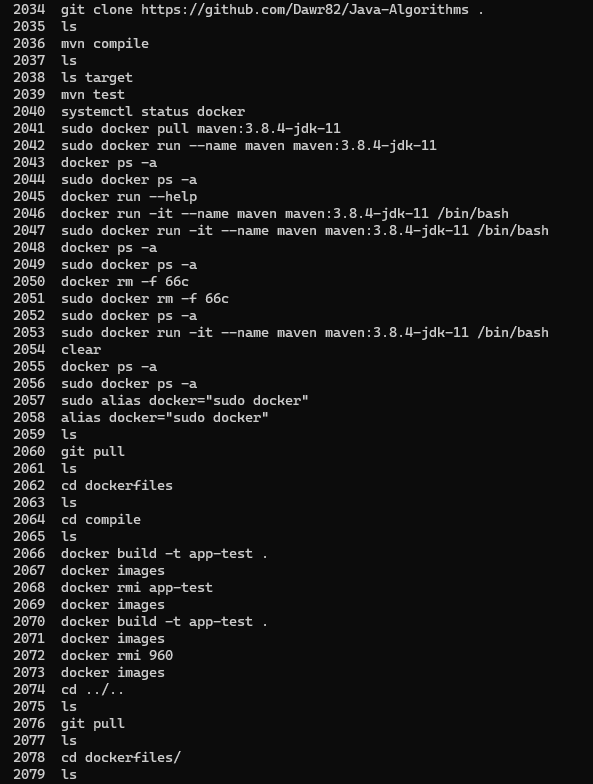 2034  git clone https://github.com/Dawr82/Java-Algorithms .
2035  ls
2036  mvn compile
2037  ls
2038  ls target
2039  mvn test
2040  systemctl status docker
2041  sudo docker pull maven:3.8.4-jdk-11
2042  sudo docker run --name maven maven:3.8.4-jdk-11
2043  docker ps -a
2044  sudo docker ps -a
2045  docker run --help
2046  docker run -it --name maven maven:3.8.4-jdk-11 /bin/bash
2047  sudo docker run -it --name maven maven:3.8.4-jdk-11 /bin/bash
2048  docker ps -a
2049  sudo docker ps -a
2050  docker rm -f 66c
2051  sudo docker rm -f 66c
2052  sudo docker ps -a
2053  sudo docker run -it --name maven maven:3.8.4-jdk-11 /bin/bash
2054  clear
2055  docker ps -a
2056  sudo docker ps -a
2057  sudo alias docker="sudo docker"
2058  alias docker="sudo docker"
2059  ls
2060  git pull
2061  ls
2062  cd dockerfiles
2063  ls
2064  cd compile
2065  ls
2066  docker build -t app-test .
2067  docker images
2068  docker rmi app-test
2069  docker images
2070  docker build -t app-test .
2071  docker images
2072  docker rmi 960
2073  docker images
2074  cd ../..
2075  ls
2076  git pull
2077  ls
2078  cd dockerfiles/
2079  ls